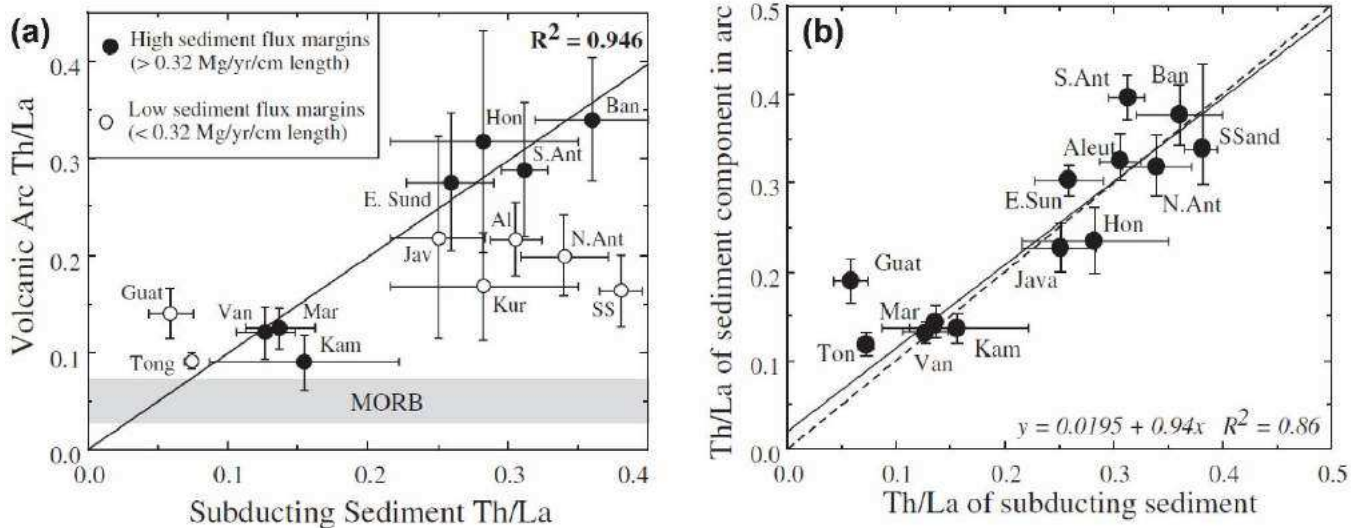 (a)
High sediment flux margins
(> 0.32 Mg/yr/cm length)
Low sediment flux margins
(< 0.32 Mg/yr/cm length)
R² = 0.946
Volcanic Arc Th/La
0.4
0.3
0.2
0.1
0.0
Hon
Ban
S.Ant
E. Sund
Al
N.Ant
Jav
Kur
SS
Guat
Van
Mar
Tong
Kam
MORB
0.0 0.1 0.2 0.3 0.4
Subducting Sediment Th/La
(b)
Th/La of sediment component in arc
0.5
0.4
0.3
0.2
0.1
0.0
S.Ant
Ban
Aleut
SSand
E.Sun
N.Ant
Hon
Java
Guat
Mar
Ton
Van
Kam
y = 0.0195 + 0.94x R² = 0.86
0.0 0.1 0.2 0.3 0.4 0.5
Th/La of subducting sediment